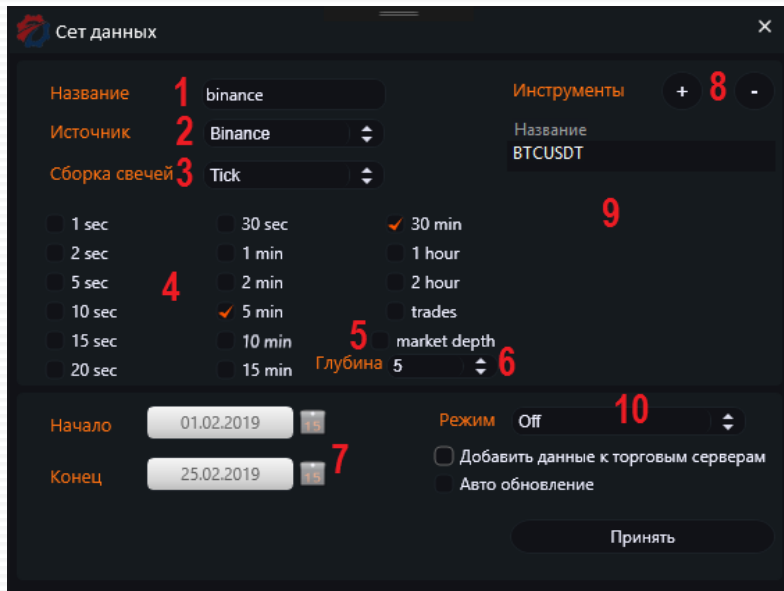 Сет данных
Название 1 binance
Источник 2 Binance
Сборка свечей 3 Tick
Инструменты + 8 -
Название
BTCUSDT
9
1 sec 30 sec 30 min
2 sec 1 min 1 hour
5 sec 2 min 2 hour
4
10 sec 5 min trades
15 sec 10 min 5 market depth
20 sec 15 min Глубина 5 6
Начало 01.02.2019 15
Конец 25.02.2019 15
7
Режим Off 10
Добавить данные к торговым серверам
Авто обновление
Принять